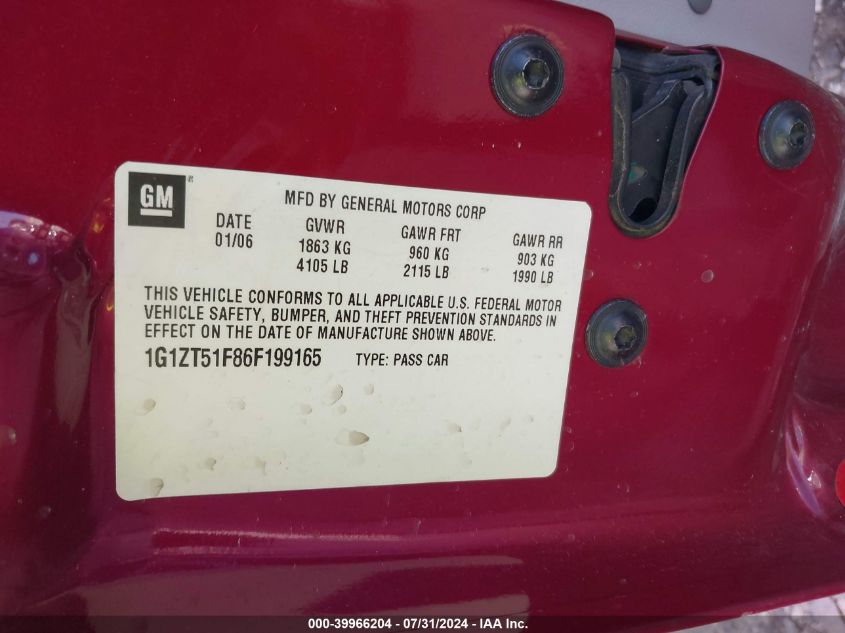 GM®
MFD BY GENERAL MOTORS CORP
DATE GVWR GAWR FRT GAWR RR
01/06 1863 KG 960 KG 903 KG
4105 LB 2115 LB 1990 LB
THIS VEHICLE CONFORMS TO ALL APPLICABLE U.S. FEDERAL MOTOR
VEHICLE SAFETY, BUMPER, AND THEFT PREVENTION STANDARDS IN
EFFECT ON THE DATE OF MANUFACTURE SHOWN ABOVE.
1G1ZT51F86F199165 TYPE: PASS CAR
000-39966204 - 07/31/2024 - IAA Inc.